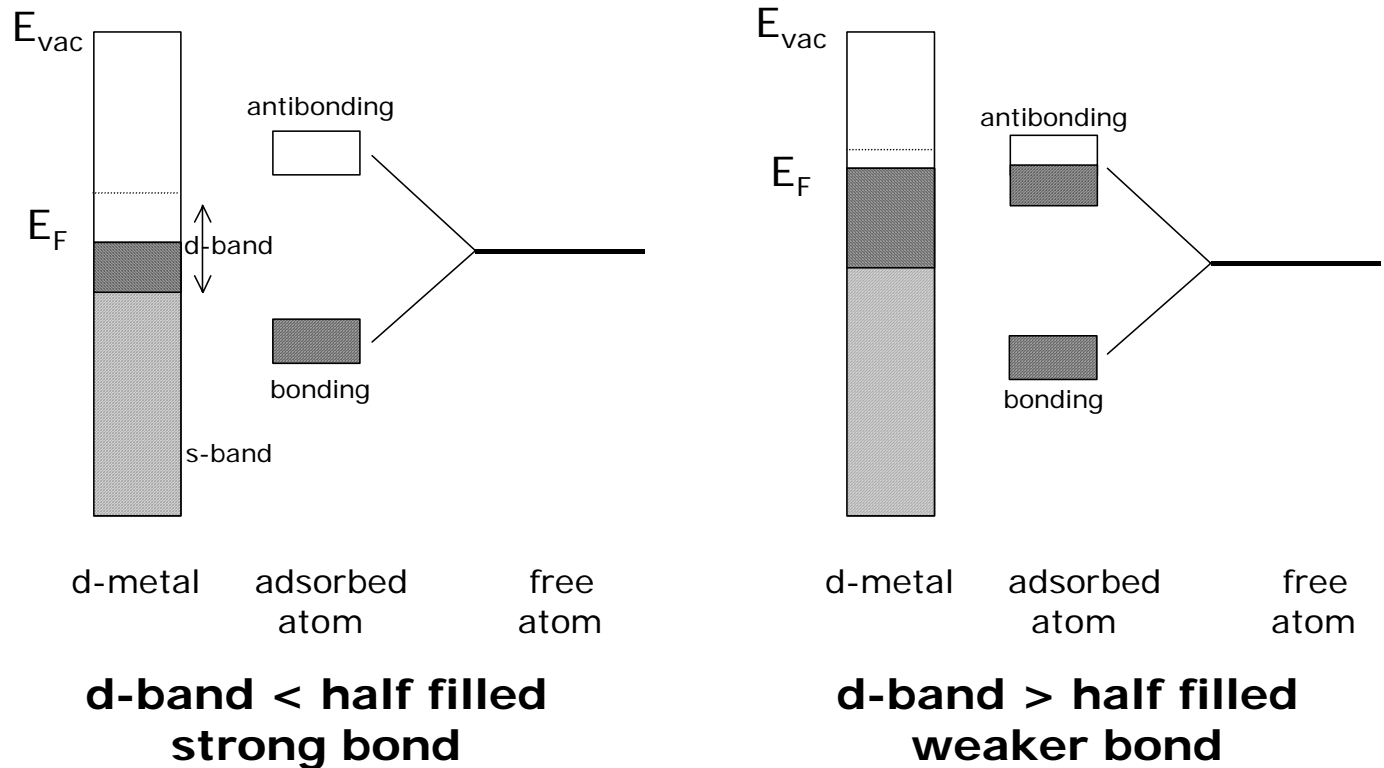 E_vac
antibonding
E_F
d-band
bonding
s-band
d-metal adsorbed free
atom atom
d-band < half filled
strong bond
E_vac
antibonding
E_F
bonding
d-metal adsorbed free
atom atom
d-band > half filled
weaker bond